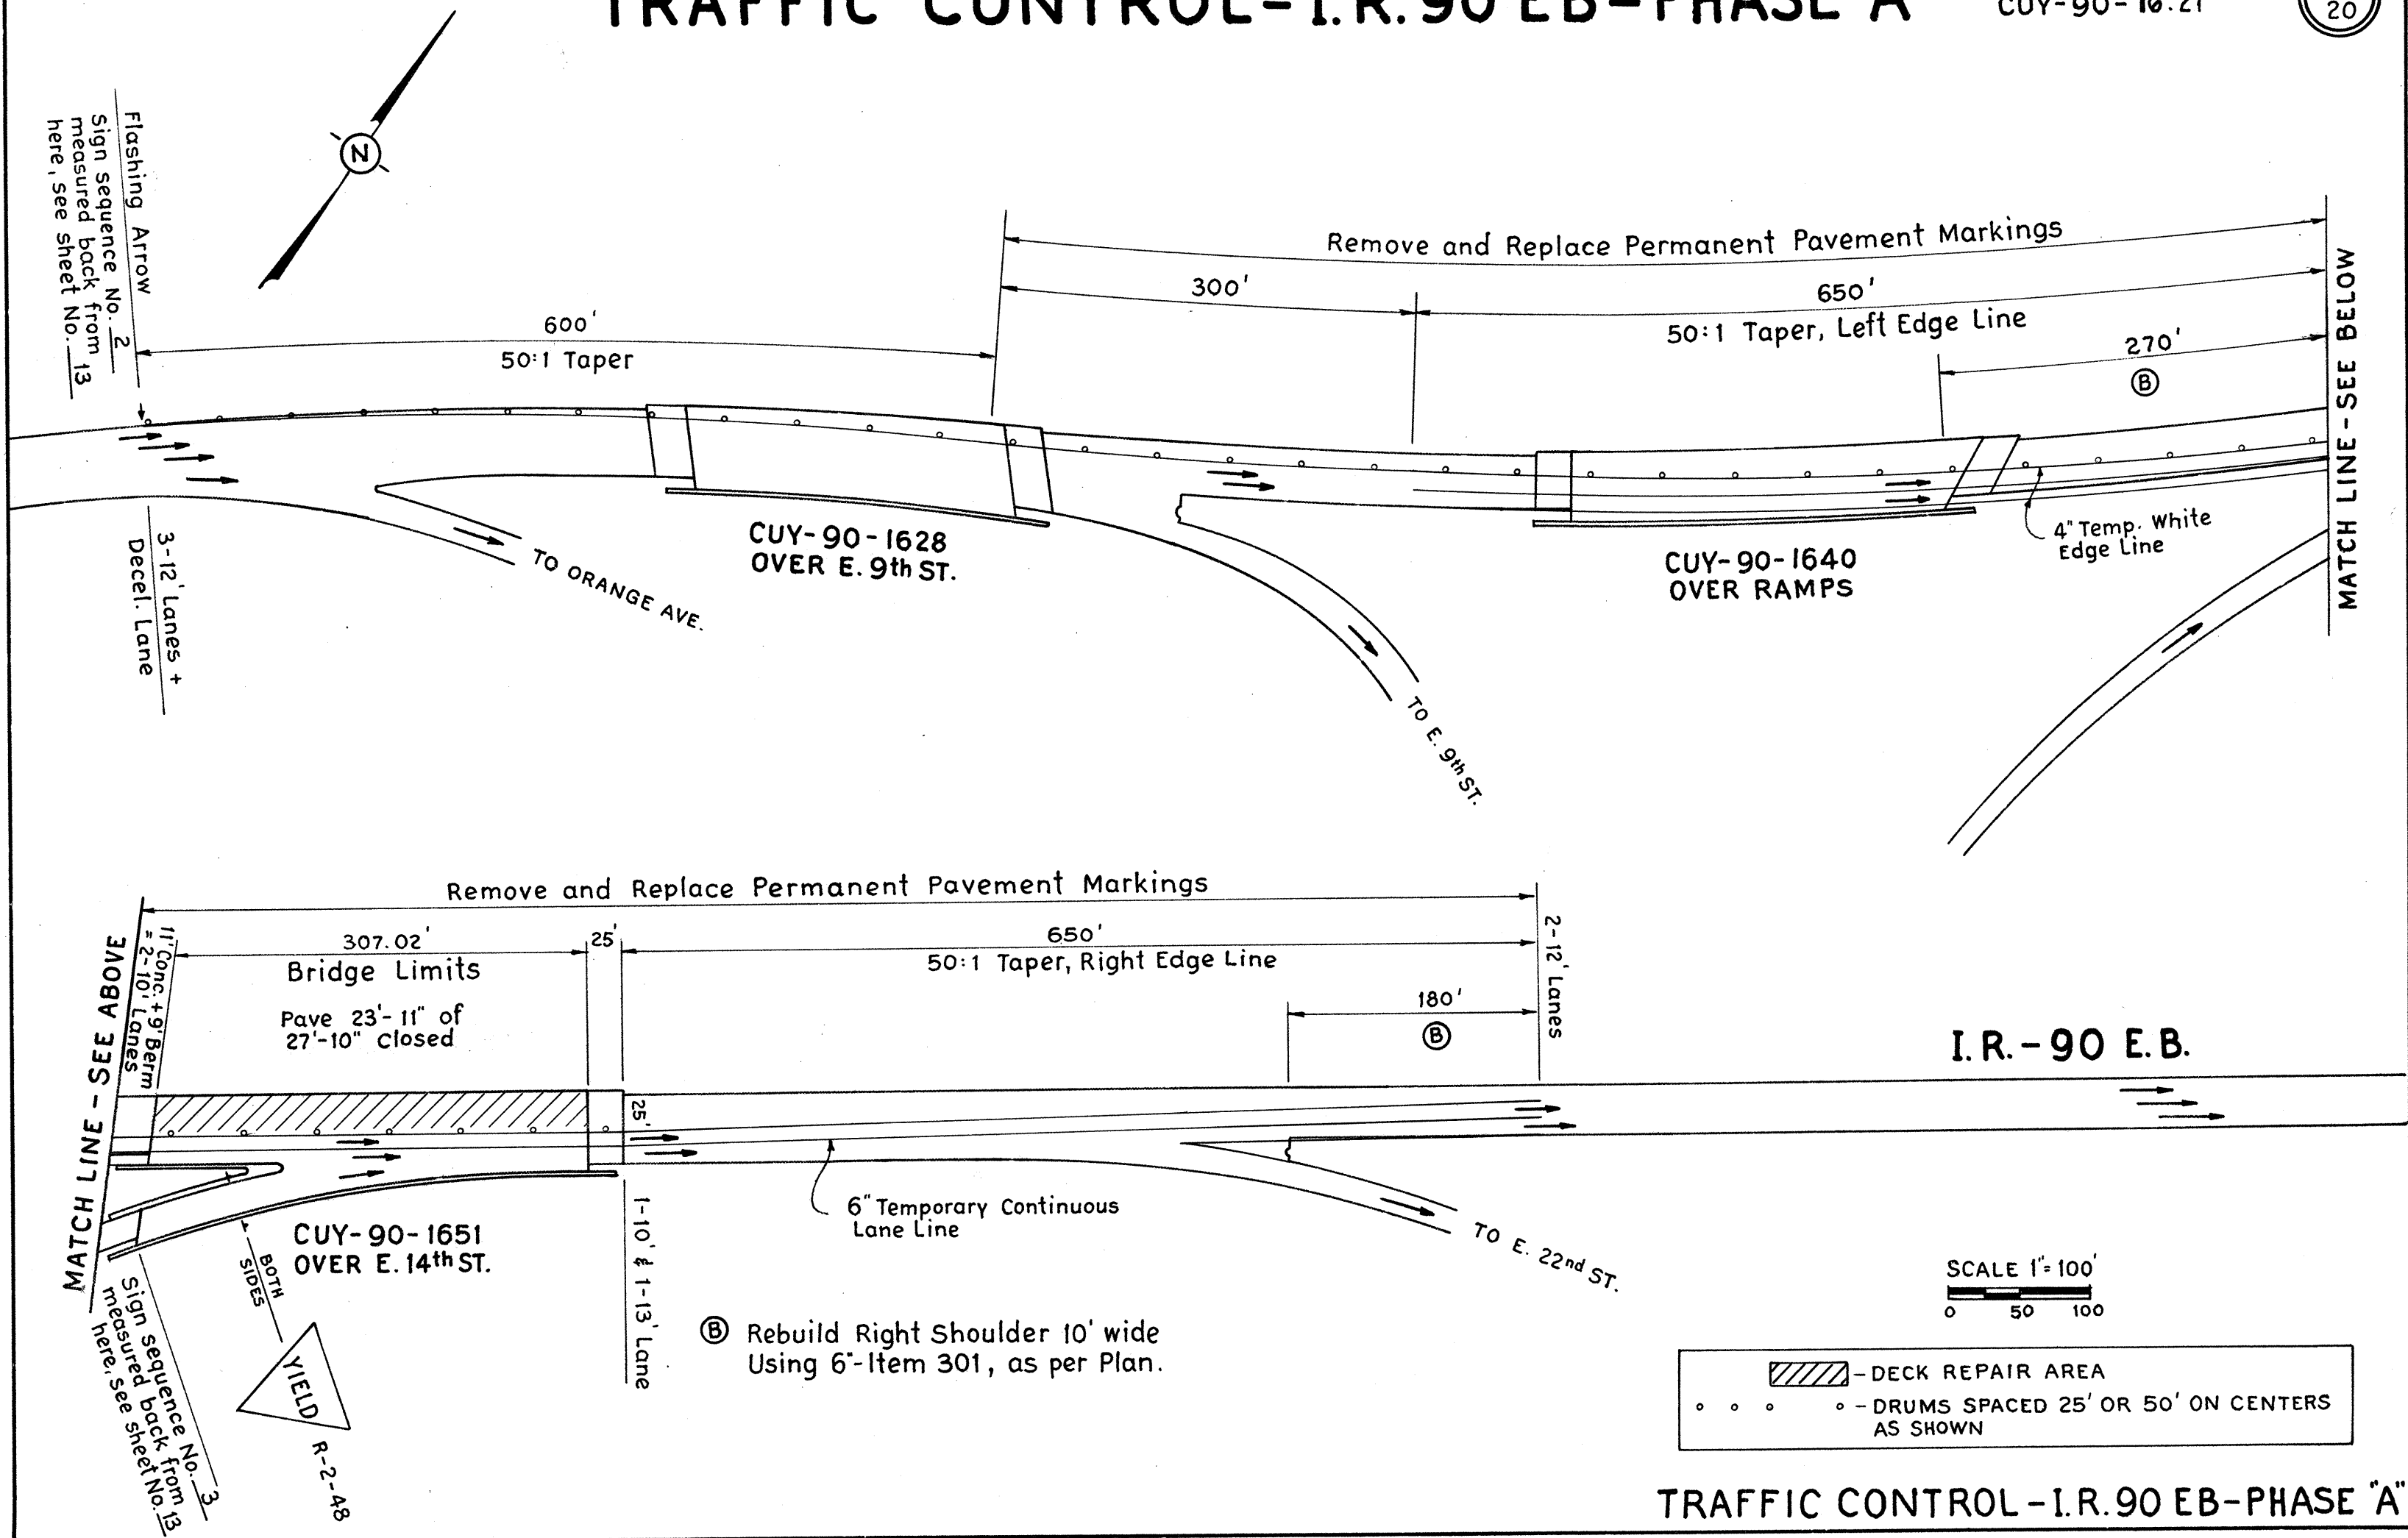 TRAFFIC CONTROL-I.R.90 EB-PHASE "A"
CUY-90-16.21
20
N
Flashing Arrow
Sign sequence No. 2
measured back from
here, see sheet No. 13
600'
50:1 Taper
Remove and Replace Permanent Pavement Markings
300'
650'
50:1 Taper, Left Edge Line
270'
B
MATCH LINE-SEE BELOW
3-12' Lanes +
Decel. Lane
TO ORANGE AVE.
CUY-90-1628
OVER E. 9th ST.
TO E. 9th ST.
CUY-90-1640
OVER RAMPS
4" Temp. White
Edge Line
Remove and Replace Permanent Pavement Markings
MATCH LINE - SEE ABOVE
11' Conc. + 9' Berm
= 2-10' Lanes
307.02'
Bridge Limits
Pave 23'-11" of
27'-10" Closed
25'
650'
50:1 Taper, Right Edge Line
180'
B
2-12' Lanes
I.R.-90 E.B.
25'
6" Temporary Continuous
Lane Line
TO E. 22nd ST.
1-10' & 1-13' Lane
CUY-90-1651
OVER E. 14th ST.
BOTH
SIDES
YIELD
R-2-48
Sign sequence No. 3
measured back from
here, see sheet No. 13
B Rebuild Right Shoulder 10' wide
Using 6"-Item 301, as per Plan.
SCALE 1"=100'
0 50 100
- DECK REPAIR AREA
- DRUMS SPACED 25' OR 50' ON CENTERS
AS SHOWN
TRAFFIC CONTROL-I.R.90 EB-PHASE "A"